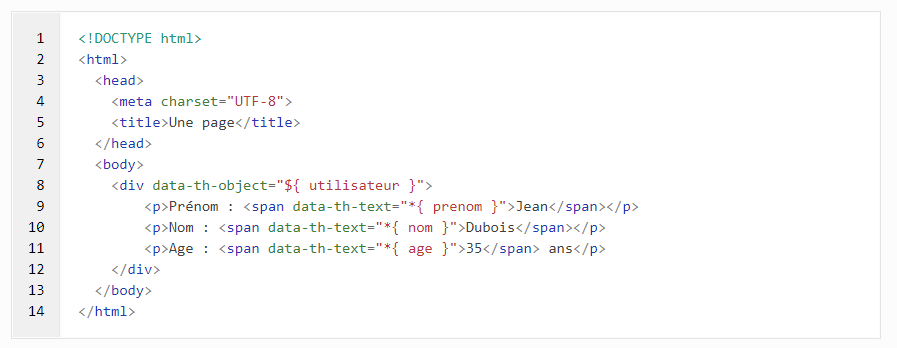 1 <!DOCTYPE html>
2 <html>
3   <head>
4     <meta charset="UTF-8">
5     <title>Une page</title>
6   </head>
7   <body>
8     <div data-th-object="${ utilisateur }">
9         <p>Prénom : <span data-th-text="*{ prenom }">Jean</span></p>
10         <p>Nom : <span data-th-text="*{ nom }">Dubois</span></p>
11         <p>Age : <span data-th-text="*{ age }">35</span> ans</p>
12     </div>
13   </body>
14 </html>